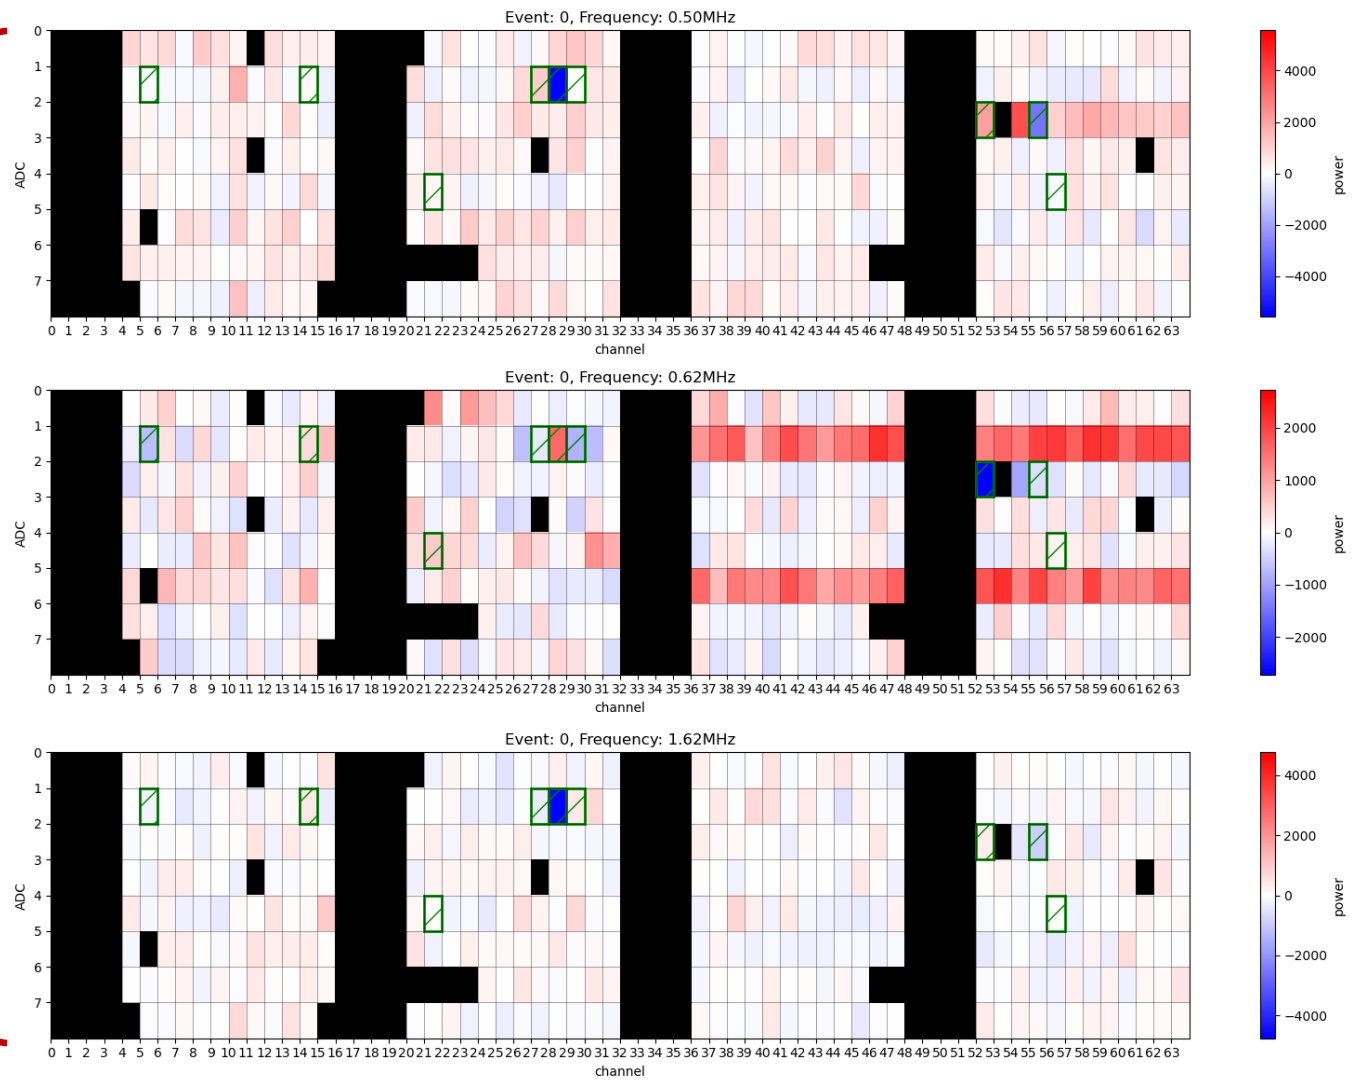 Event: 0, Frequency: 0.50MHz
0
1
2
3
4
5
6
7
ADC
0 1 2 3 4 5 6 7 8 9 10 11 12 13 14 15 16 17 18 19 20 21 22 23 24 25 26 27 28 29 30 31 32 33 34 35 36 37 38 39 40 41 42 43 44 45 46 47 48 49 50 51 52 53 54 55 56 57 58 59 60 61 62 63
channel
4000
2000
0
−2000
−4000
power
Event: 0, Frequency: 0.62MHz
0
1
2
3
4
5
6
7
ADC
0 1 2 3 4 5 6 7 8 9 10 11 12 13 14 15 16 17 18 19 20 21 22 23 24 25 26 27 28 29 30 31 32 33 34 35 36 37 38 39 40 41 42 43 44 45 46 47 48 49 50 51 52 53 54 55 56 57 58 59 60 61 62 63
channel
2000
1000
0
−1000
−2000
power
Event: 0, Frequency: 1.62MHz
0
1
2
3
4
5
6
7
ADC
0 1 2 3 4 5 6 7 8 9 10 11 12 13 14 15 16 17 18 19 20 21 22 23 24 25 26 27 28 29 30 31 32 33 34 35 36 37 38 39 40 41 42 43 44 45 46 47 48 49 50 51 52 53 54 55 56 57 58 59 60 61 62 63
channel
4000
2000
0
−2000
−4000
power